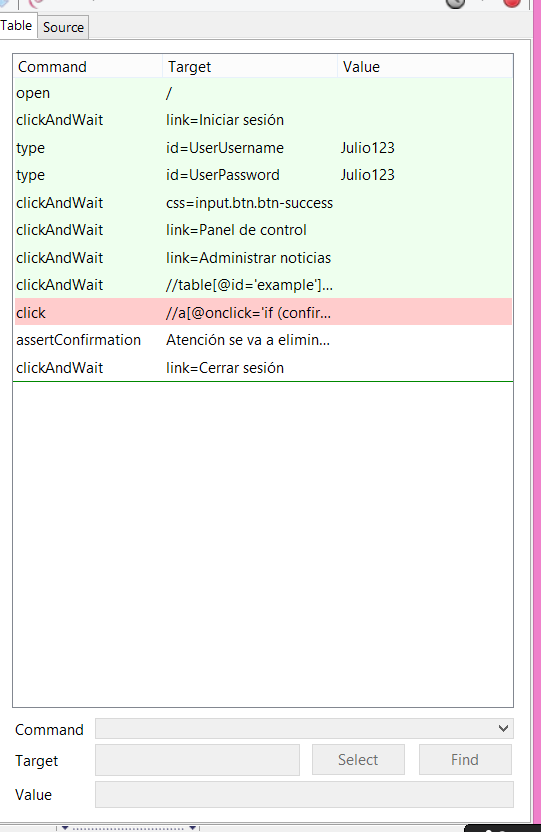 Table Source
Command Target Value
open /
clickAndWait link=Iniciar sesión
type id=UserUsername Julio123
type id=UserPassword Julio123
clickAndWait css=input.btn.btn-success
clickAndWait link=Panel de control
clickAndWait link=Administrar noticias
clickAndWait //table[@id='example']...
click //a[@onclick='if (confir...
assertConfirmation Atención se va a elimin...
clickAndWait link=Cerrar sesión
Command
Target Select Find
Value